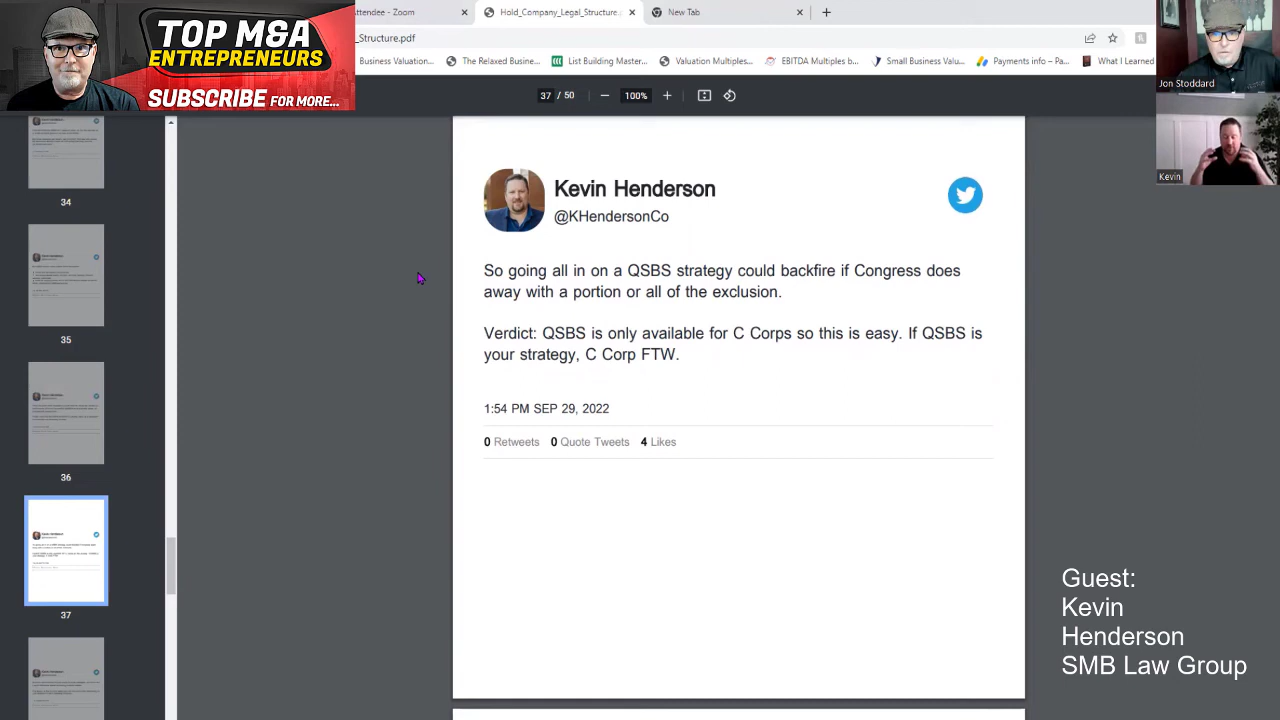 TOP M&A
ENTREPRENEURS
SUBSCRIBE FOR MORE...
ttendee - Zoom
Hold_Company_Legal_Structure.
New Tab
_Structure.pdf
Business Valuation...
The Relaxed Busine...
List Building Master...
Valuation Multiples...
EBITDA Multiples b...
Small Business Valu...
Payments info – Pa...
What I Learned
37 / 50
100%
Jon Stoddard
Kevin
34
35
36
37
Kevin Henderson
@KHendersonCo
So going all in on a QSBS strategy could backfire if Congress does
away with a portion or all of the exclusion.
Verdict: QSBS is only available for C Corps so this is easy. If QSBS is
your strategy, C Corp FTW.
1:54 PM SEP 29, 2022
0 Retweets 0 Quote Tweets 4 Likes
Guest:
Kevin
Henderson
SMB Law Group